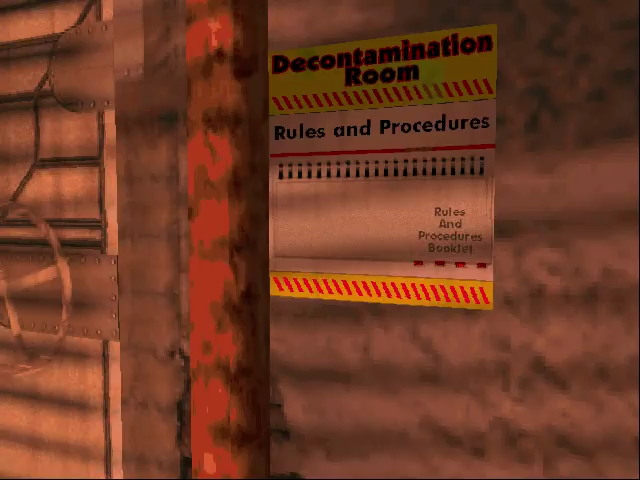 Decontamination
Room
Rules and Procedures
Rules
And
Procedures
Booklet